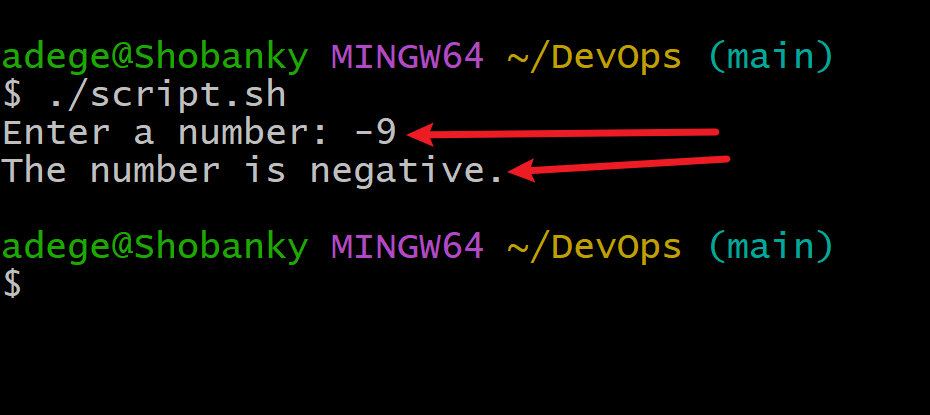 adege@Shobanky MINGW64 ~/DevOps (main)
$ ./script.sh
Enter a number: -9
The number is negative.
adege@Shobanky MINGW64 ~/DevOps (main)
$